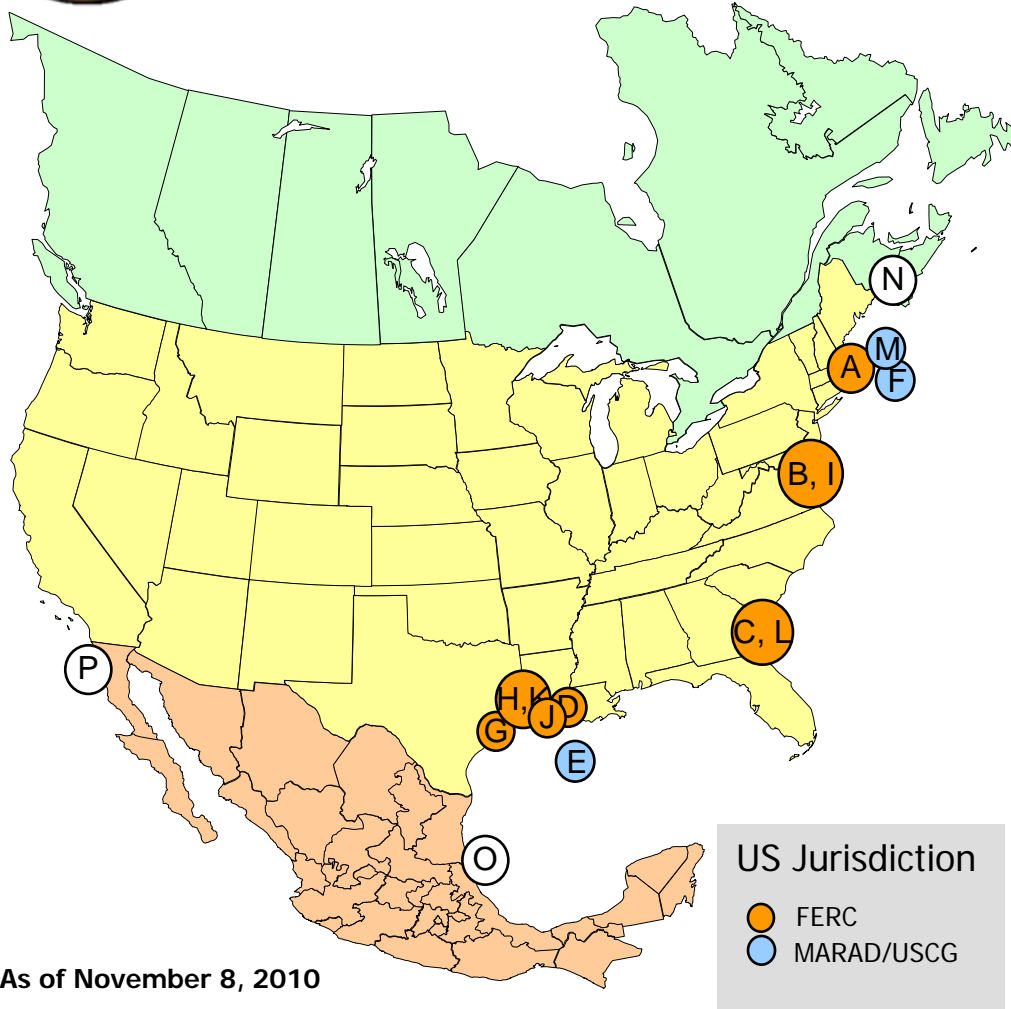 N
M
A
F
B, I
C, L
P
H,K
D
J
G
E
O
US Jurisdiction
FERC
MARAD/USCG
As of November 8, 2010